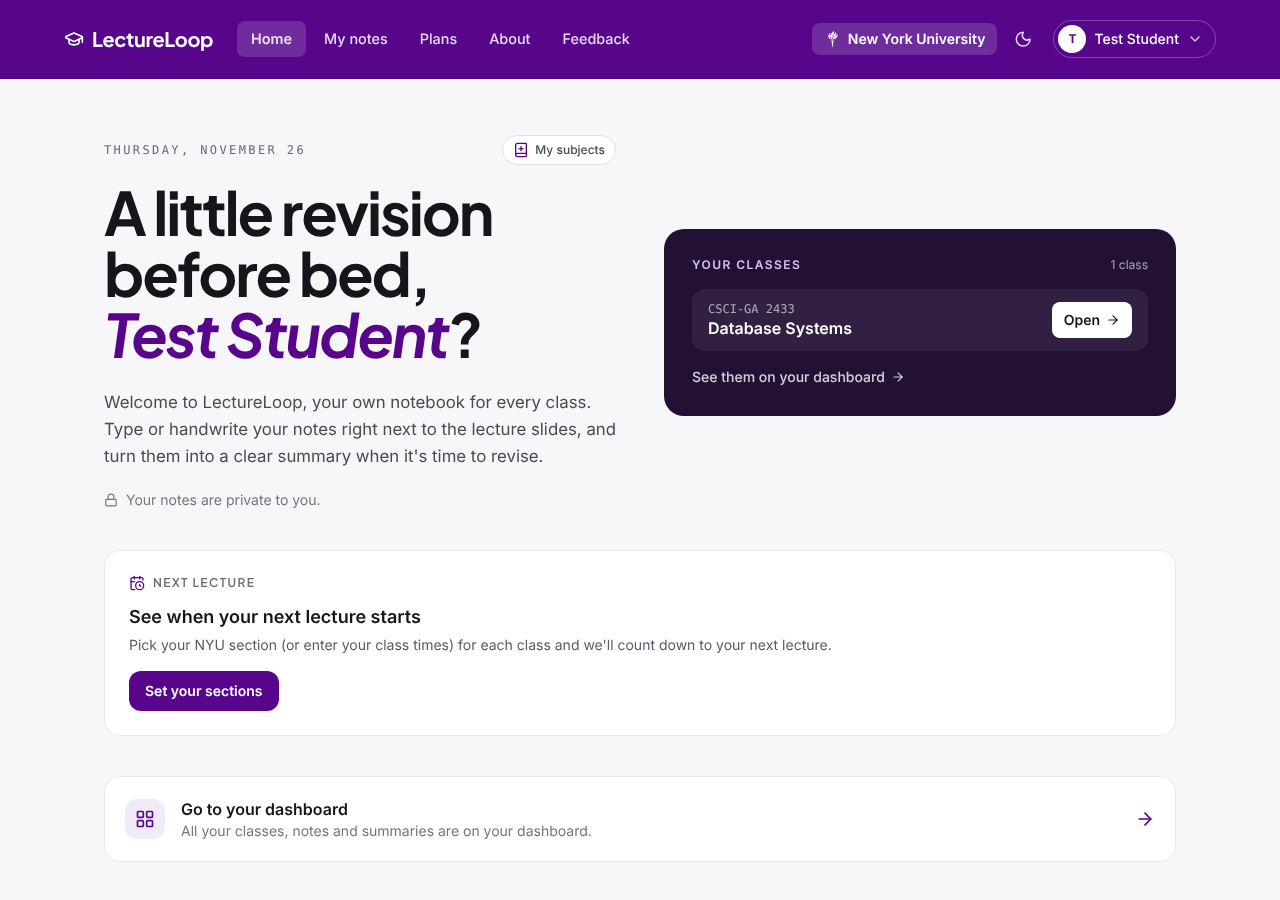 LectureLoop
Home
My notes
Plans
About
Feedback
New York University
T
Test Student
THURSDAY, NOVEMBER 26
My subjects
A little revision
before bed,
Test Student?
Welcome to LectureLoop, your own notebook for every class.
Type or handwrite your notes right next to the lecture slides, and
turn them into a clear summary when it's time to revise.
Your notes are private to you.
YOUR CLASSES
1 class
CSCI-GA 2433
Database Systems
Open
See them on your dashboard
NEXT LECTURE
See when your next lecture starts
Pick your NYU section (or enter your class times) for each class and we'll count down to your next lecture.
Set your sections
Go to your dashboard
All your classes, notes and summaries are on your dashboard.